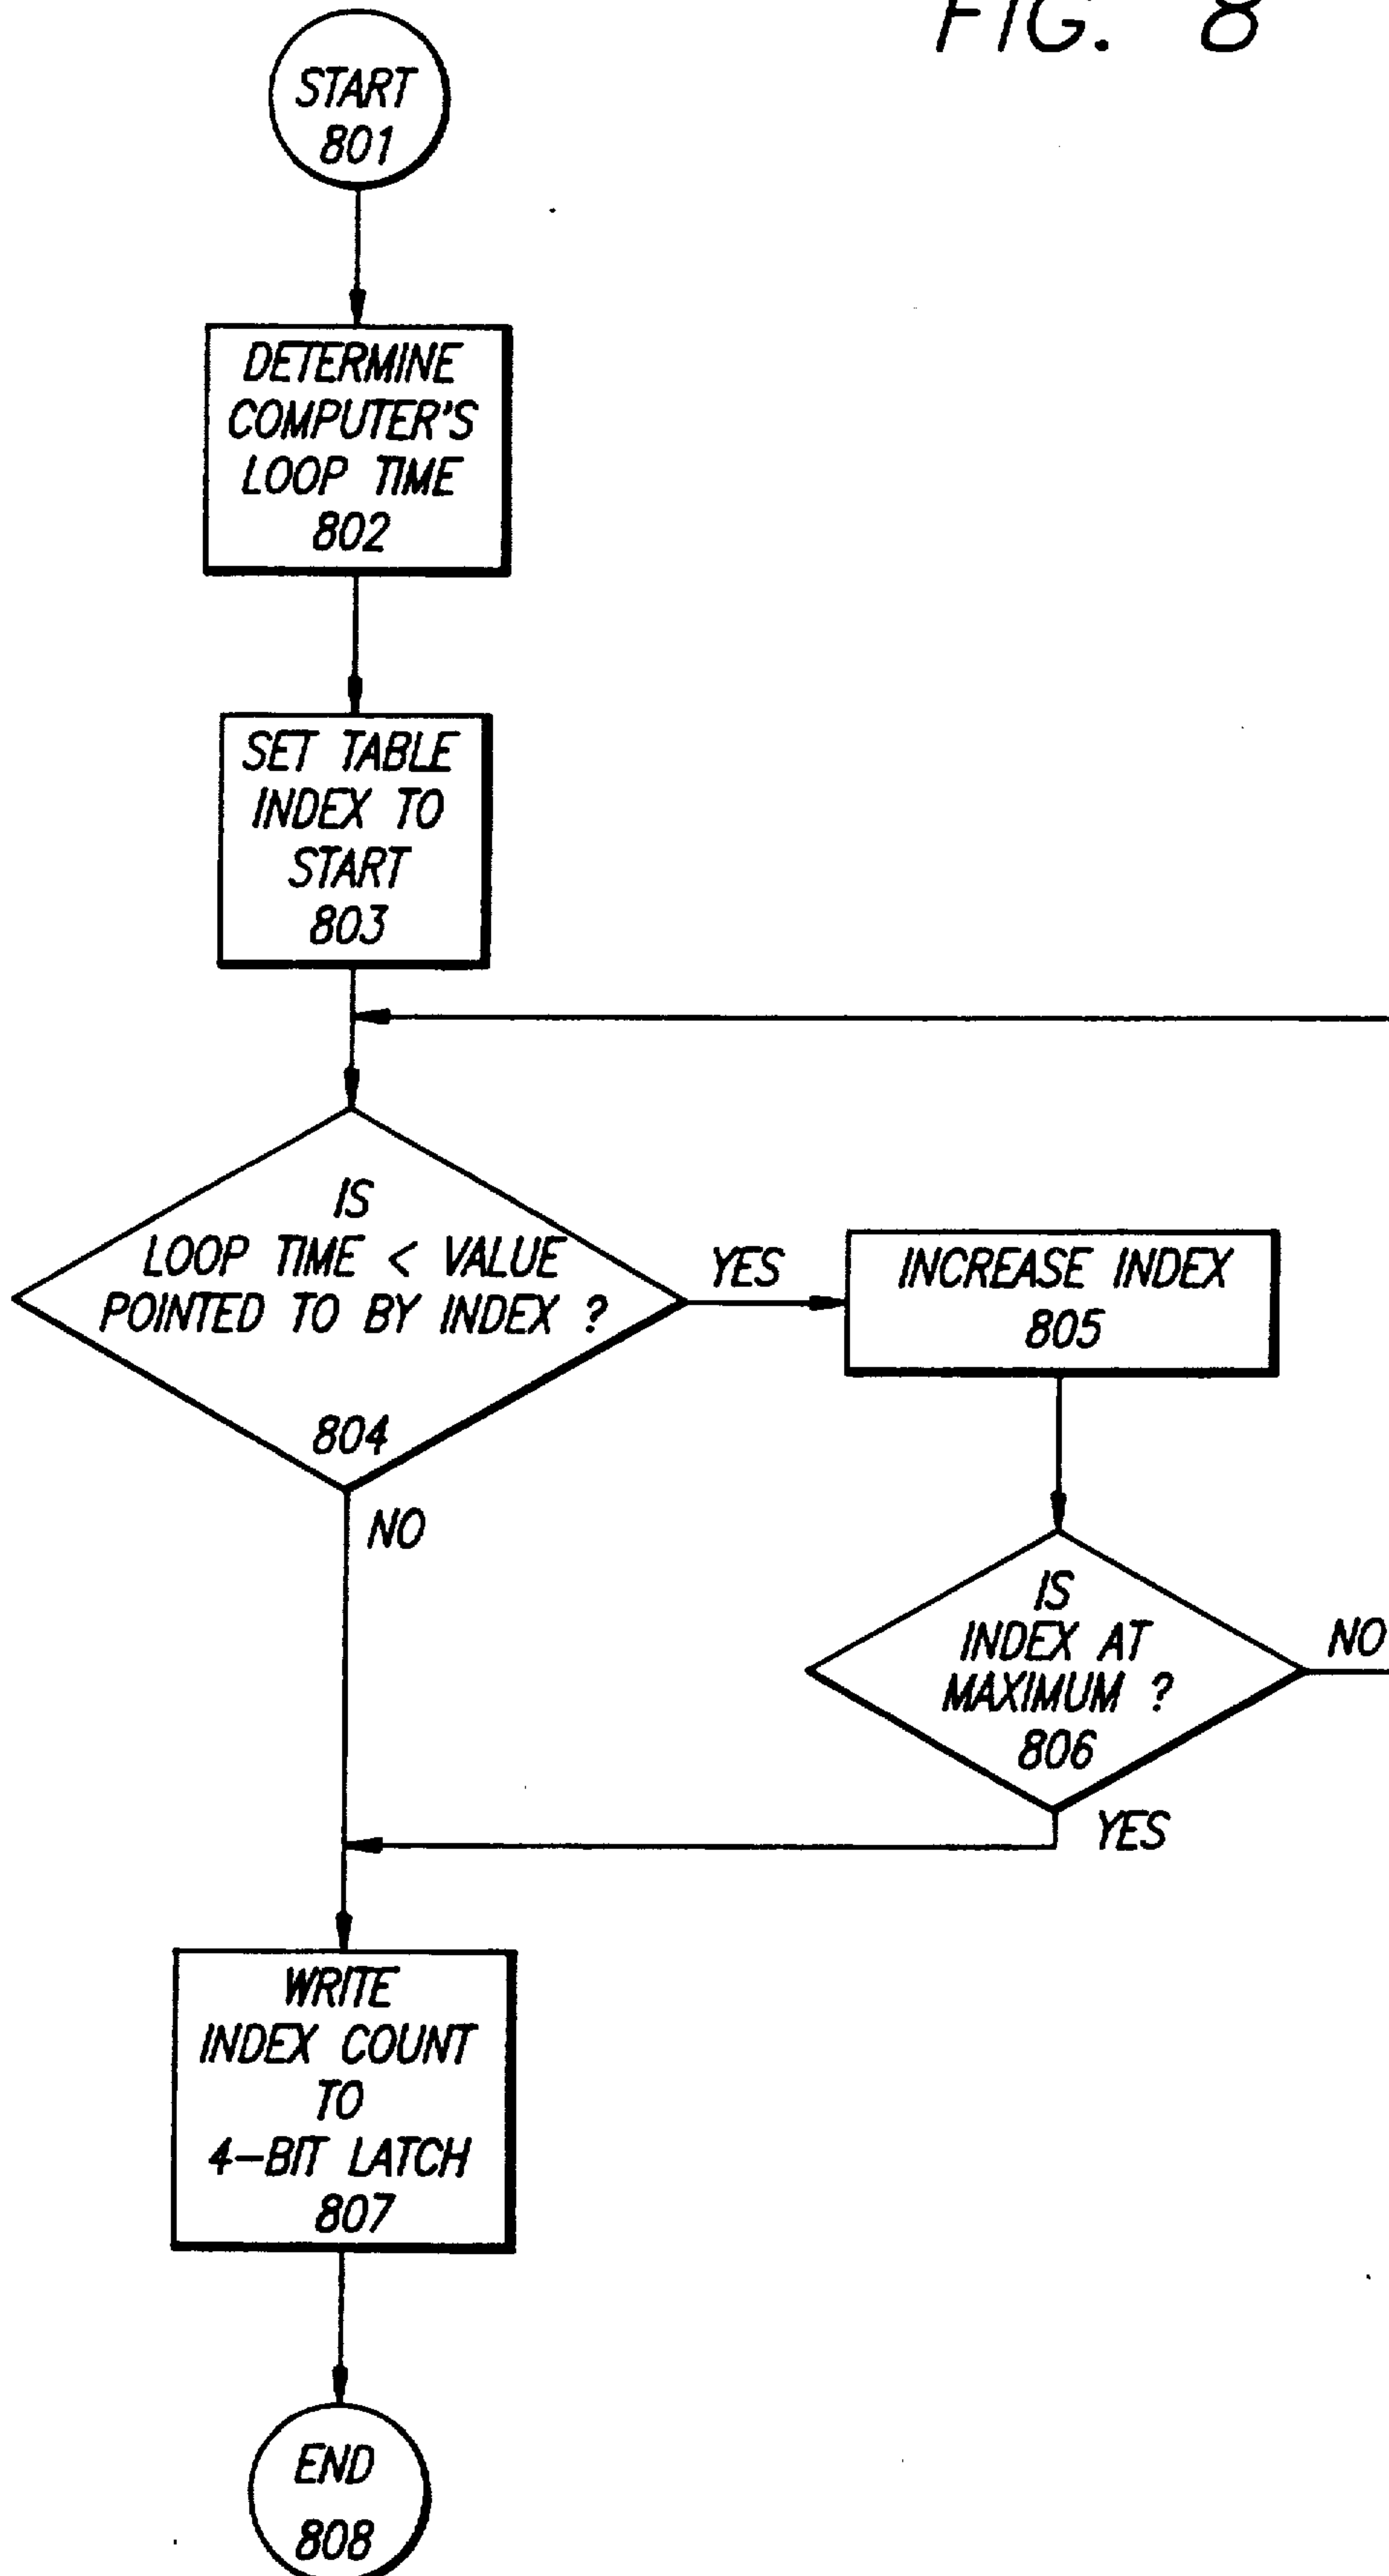 FIG. 8
START
801
DETERMINE
COMPUTER'S
LOOP TIME
802
SET TABLE
INDEX TO
START
803
IS
LOOP TIME < VALUE
POINTED TO BY INDEX ?
804
YES
INCREASE INDEX
805
NO
IS
INDEX AT
MAXIMUM ?
806
NO
YES
WRITE
INDEX COUNT
TO
4-BIT LATCH
807
END
808